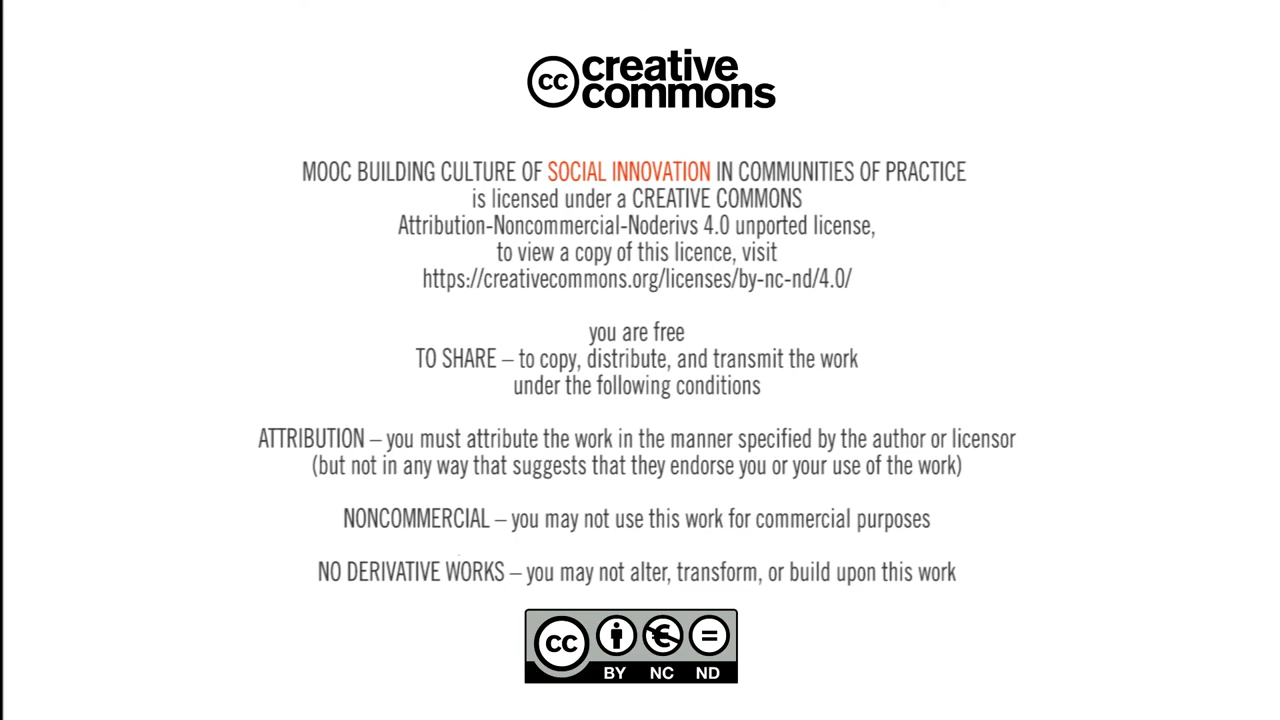 cc creative
commons
MOOC BUILDING CULTURE OF SOCIAL INNOVATION IN COMMUNITIES OF PRACTICE
is licensed under a CREATIVE COMMONS
Attribution-Noncommercial-Noderivs 4.0 unported license,
to view a copy of this licence, visit
https://creativecommons.org/licenses/by-nc-nd/4.0/
you are free
TO SHARE – to copy, distribute, and transmit the work
under the following conditions
ATTRIBUTION – you must attribute the work in the manner specified by the author or licensor
(but not in any way that suggests that they endorse you or your use of the work)
NONCOMMERCIAL – you may not use this work for commercial purposes
NO DERIVATIVE WORKS – you may not alter, transform, or build upon this work
cc € =
BY NC ND